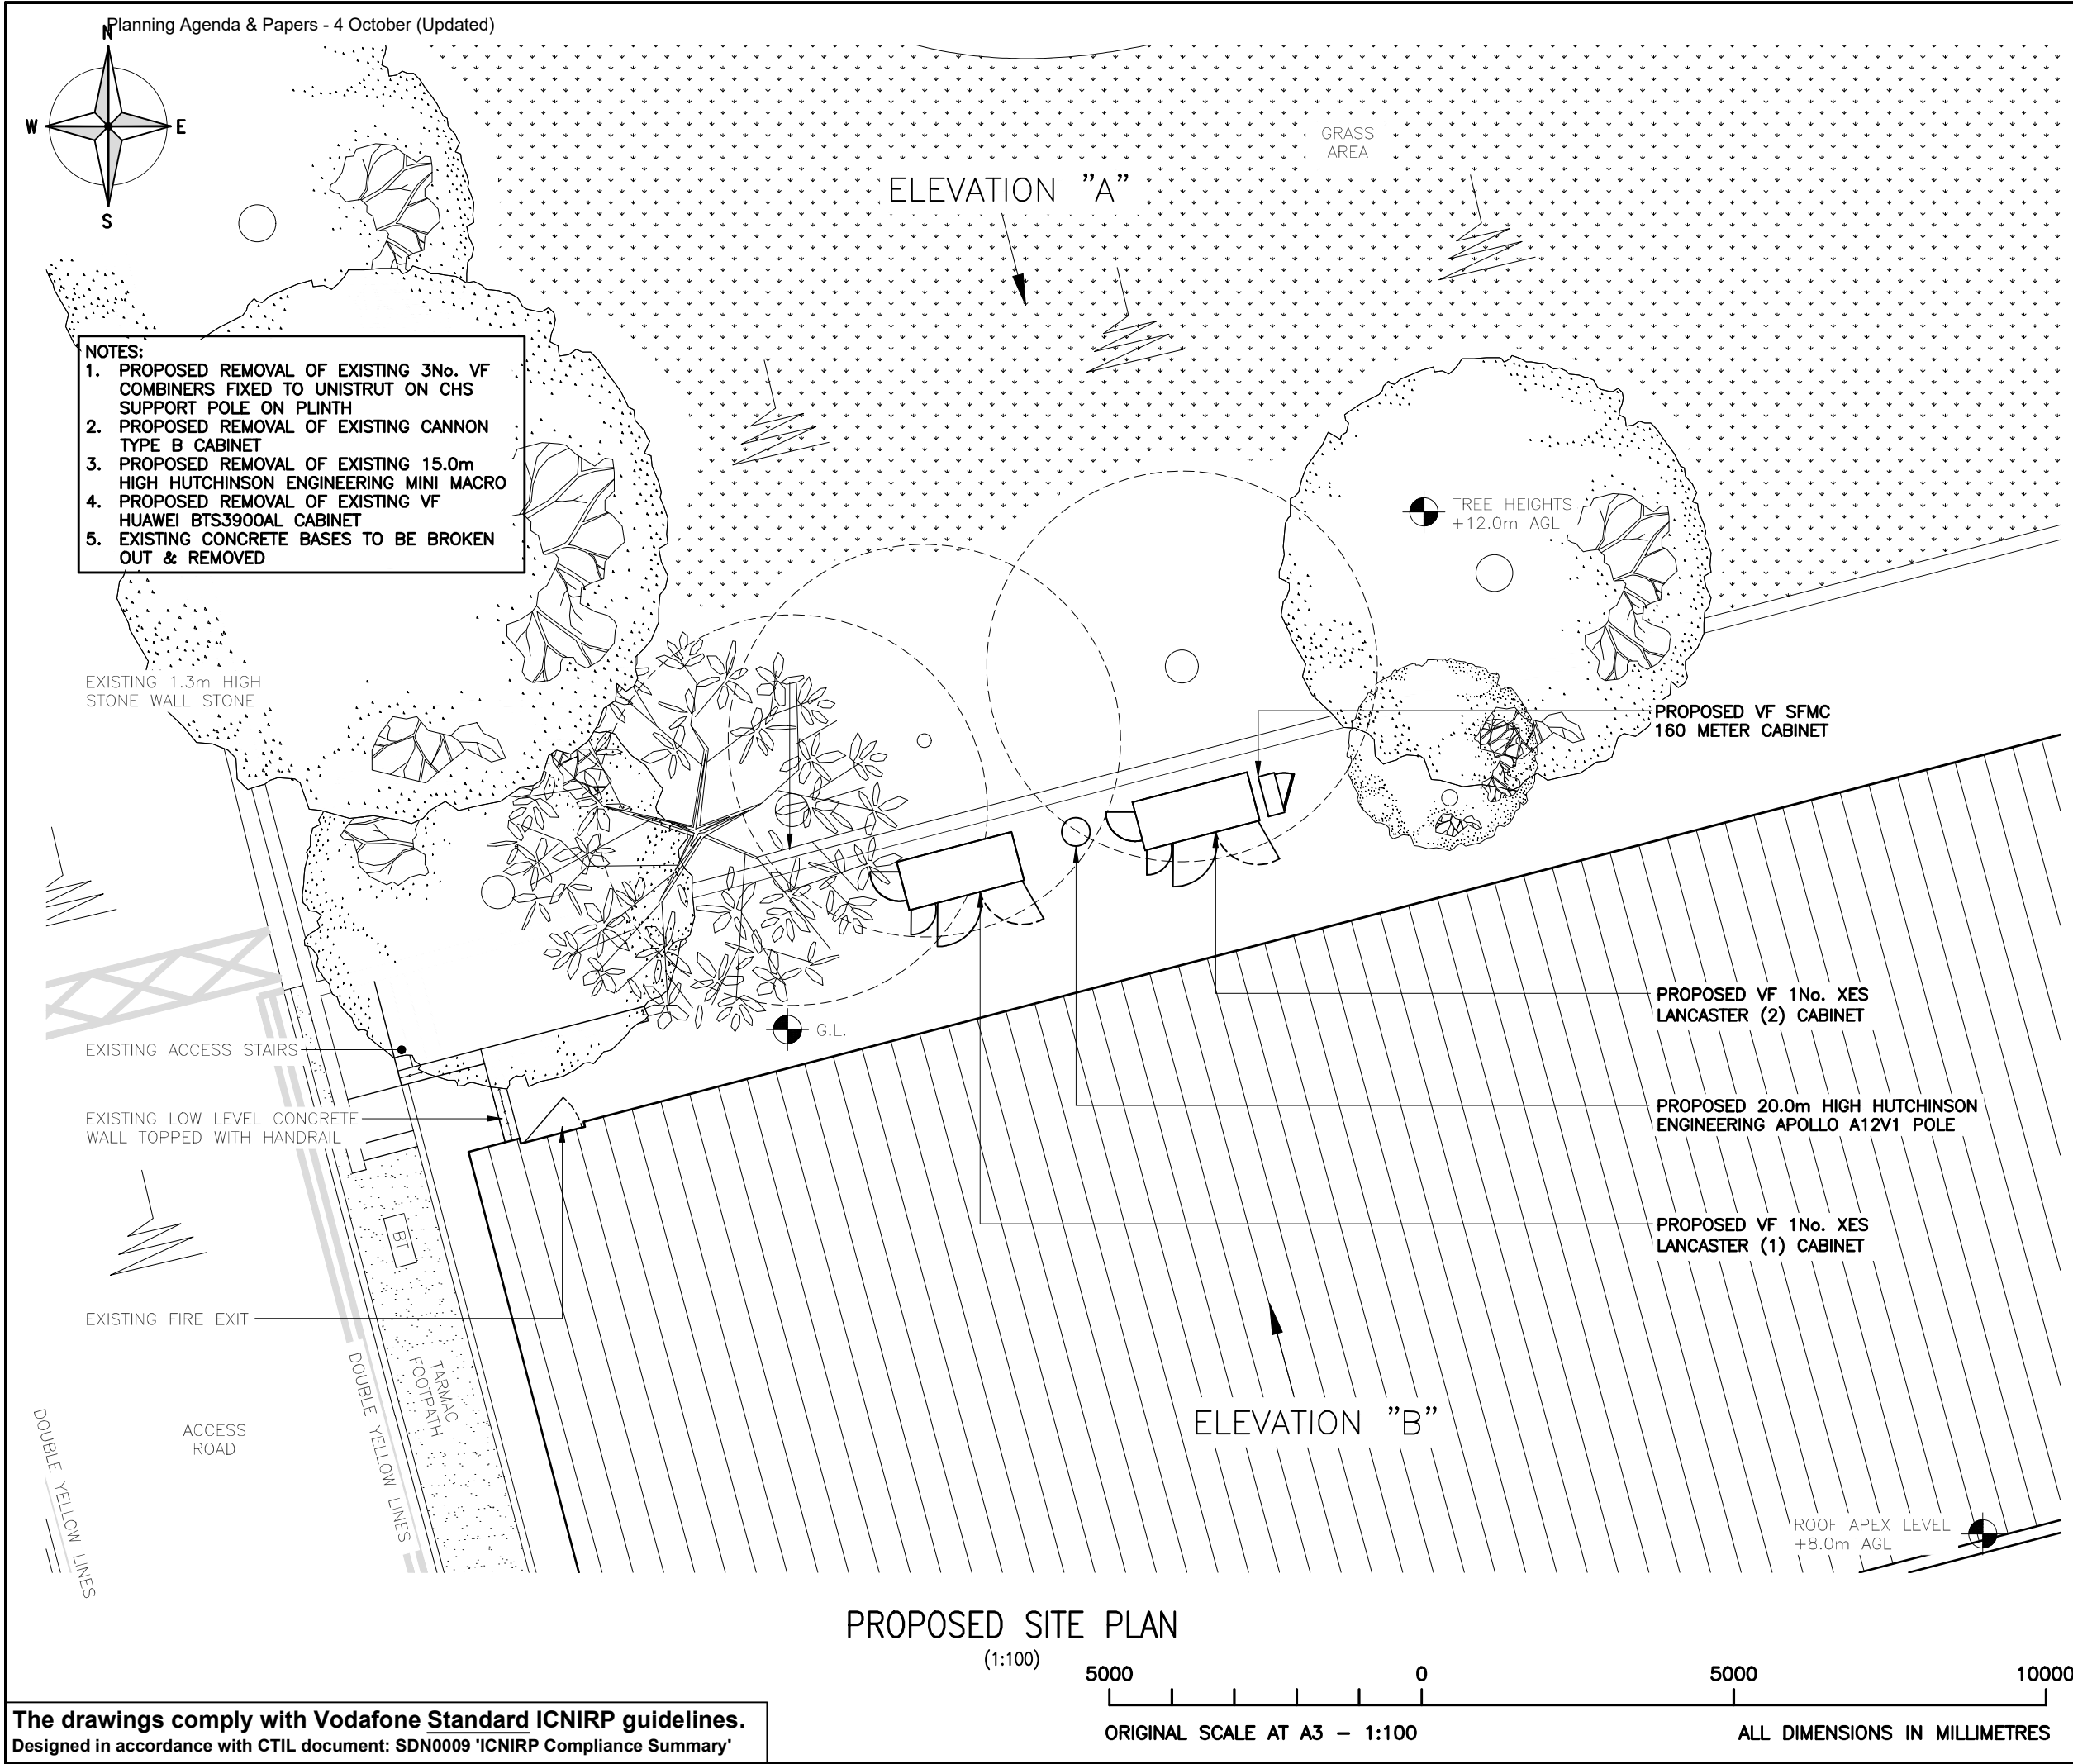 Planning Agenda & Papers - 4 October (Updated)
N
W
E
S
GRASS
AREA
ELEVATION "A"
NOTES:
1. PROPOSED REMOVAL OF EXISTING 3No. VF
COMBINERS FIXED TO UNISTRUT ON CHS
SUPPORT POLE ON PLINTH
2. PROPOSED REMOVAL OF EXISTING CANNON
TYPE B CABINET
3. PROPOSED REMOVAL OF EXISTING 15.0m
HIGH HUTCHINSON ENGINEERING MINI MACRO
4. PROPOSED REMOVAL OF EXISTING VF
HUAWEI BTS3900AL CABINET
5. EXISTING CONCRETE BASES TO BE BROKEN
OUT & REMOVED
TREE HEIGHTS
+12.0m AGL
EXISTING 1.3m HIGH
STONE WALL STONE
PROPOSED VF SFMC
160 METER CABINET
PROPOSED VF 1No. XES
LANCASTER (2) CABINET
G.L.
EXISTING ACCESS STAIRS
EXISTING LOW LEVEL CONCRETE
WALL TOPPED WITH HANDRAIL
PROPOSED 20.0m HIGH HUTCHINSON
ENGINEERING APOLLO A12V1 POLE
PROPOSED VF 1No. XES
LANCASTER (1) CABINET
BT
EXISTING FIRE EXIT
DOUBLE YELLOW LINES
TARMAC
FOOTPATH
ACCESS
ROAD
DOUBLE YELLOW LINES
ELEVATION "B"
ROOF APEX LEVEL
+8.0m AGL
PROPOSED SITE PLAN
(1:100)
5000
0
5000
10000
ORIGINAL SCALE AT A3 – 1:100
ALL DIMENSIONS IN MILLIMETRES
The drawings comply with Vodafone Standard ICNIRP guidelines.
Designed in accordance with CTIL document: SDN0009 'ICNIRP Compliance Summary'